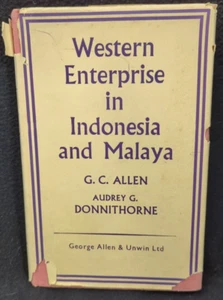 Western
Enterprise
in
Indonesia
and Malaya
G. C. ALLEN
AUDREY G.
DONNITHORNE
George Allen & Unwin Ltd